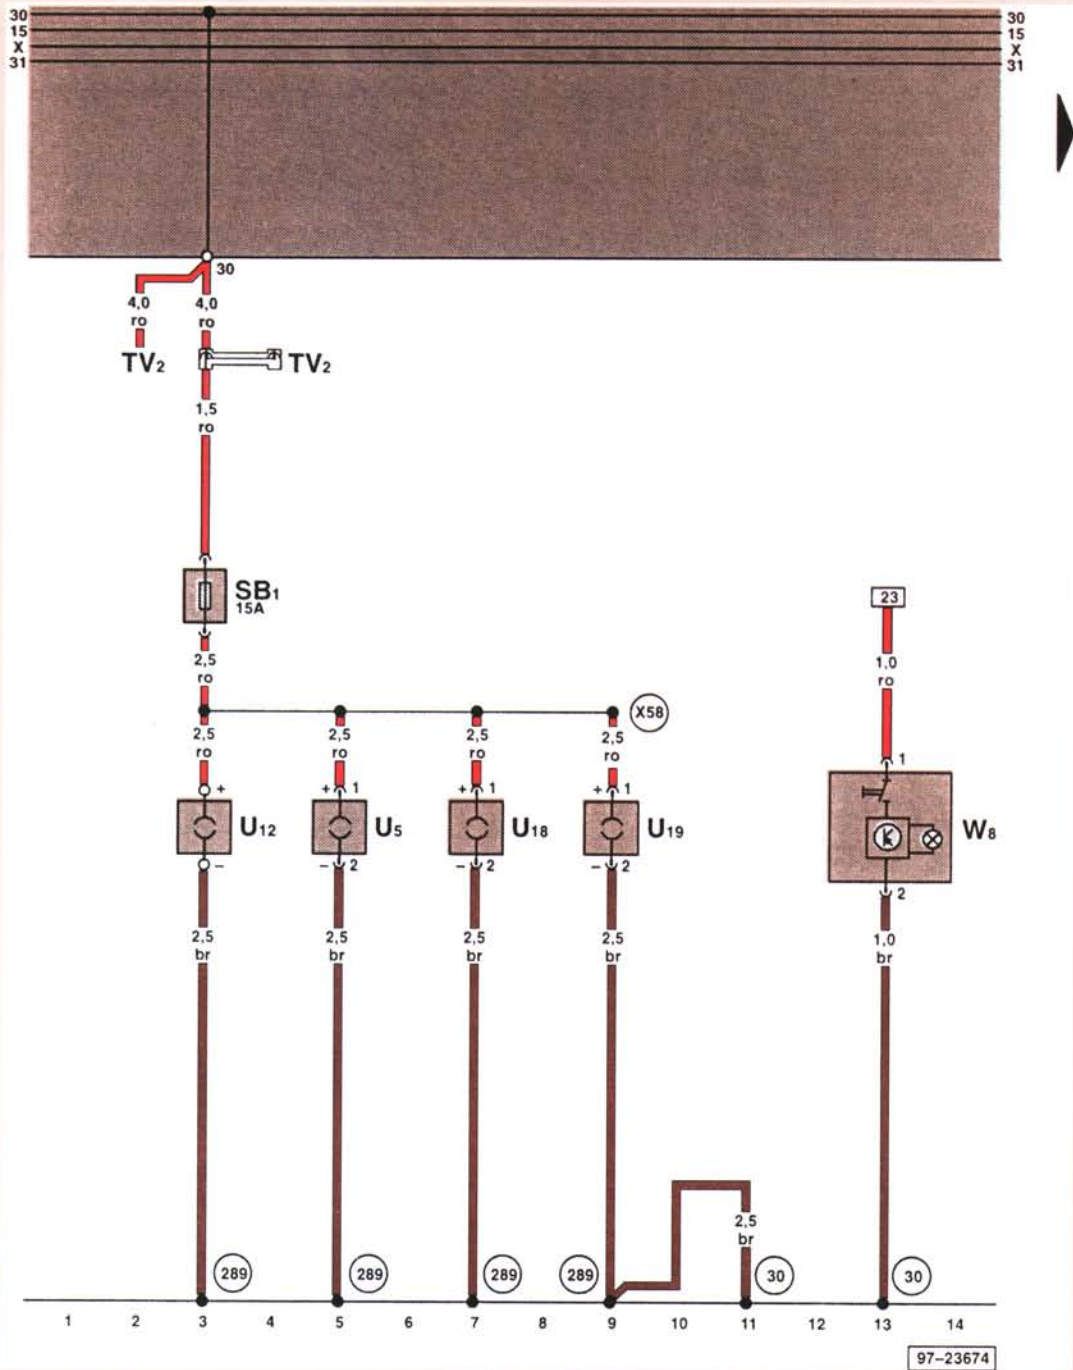 30 30
15 15
X X
31 31
30
4,0 4,0
ro ro
TV2 TV2
1,5
ro
SB1
15A
23
2,5
ro
1,0
ro
X58
2,5 2,5 2,5 2,5
ro ro ro ro
1
+ + 1 + 1 + 1
U12 U5 U18 U19 W8
– – 2 – 2 – 2
2
2,5 2,5 2,5 2,5 1,0
br br br br br
2,5
br
289 289 289 289 30 30
1 2 3 4 5 6 7 8 9 10 11 12 13 14
97–23674